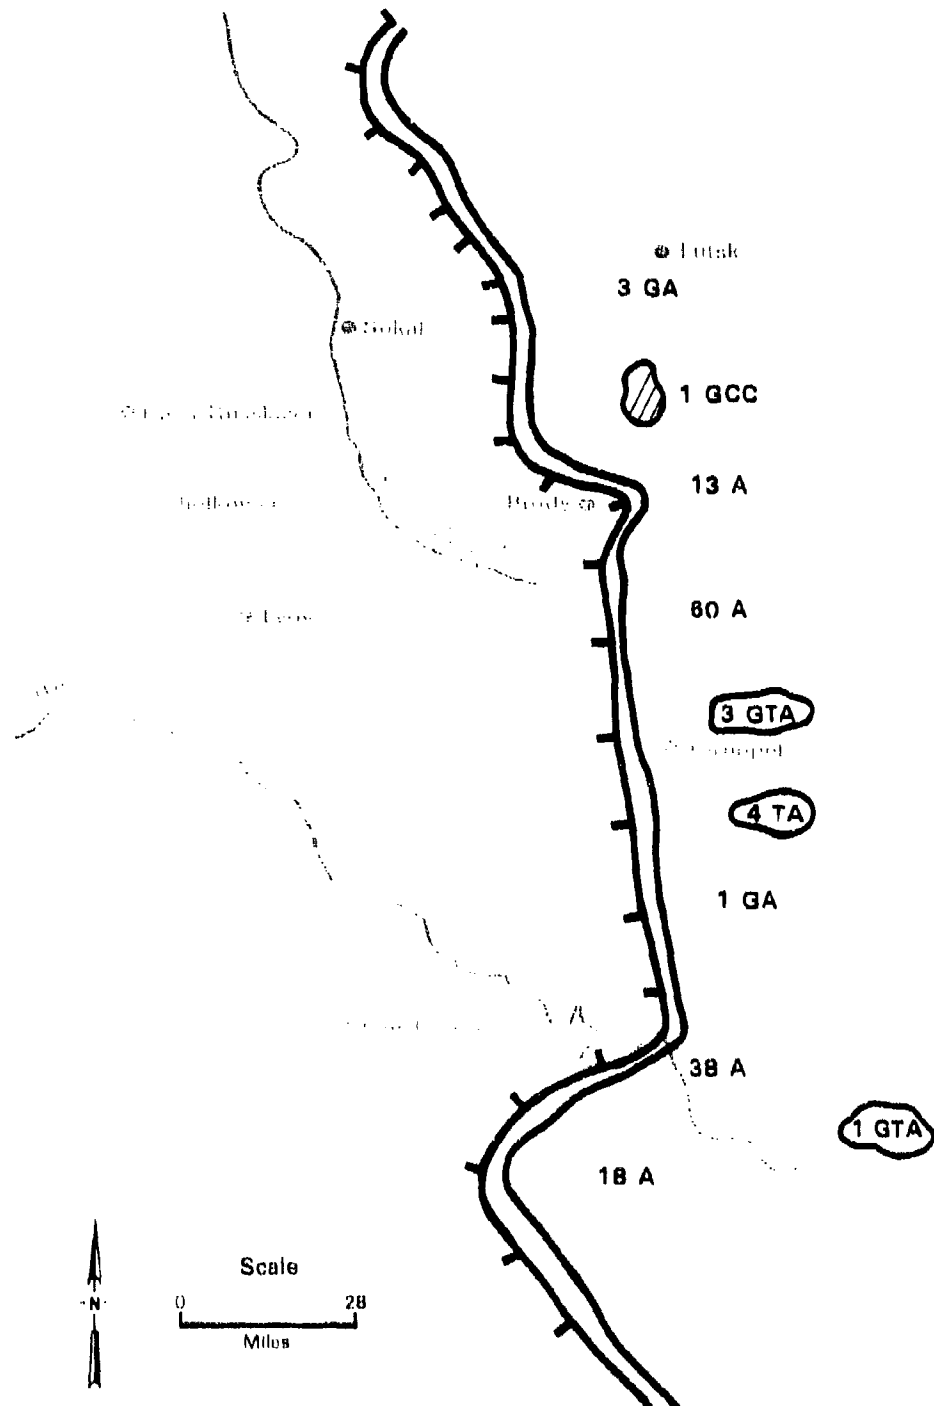 Lutsk
3 GA
Sokal
1 GCC
13 A
Brody
60 A
3 GTA
4 TA
1 GA
38 A
1 GTA
18 A
Scale
N
0 28
Miles